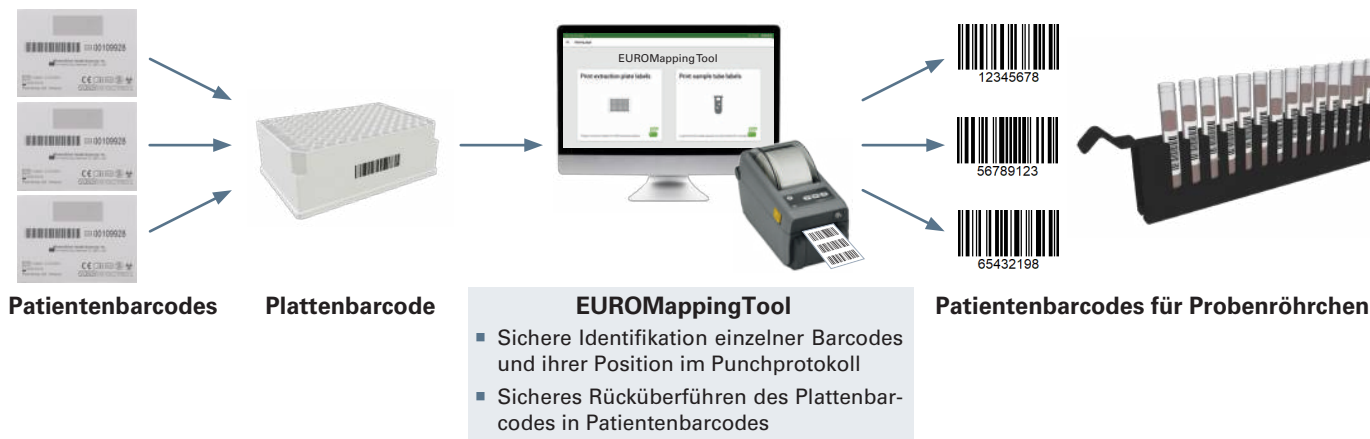 00109928
00109928
00109928
EUROMappingTool
Print extraction plate labels
Print sample tube labels
12345678
56789123
65432198
Patientenbarcodes
Plattenbarcode
EUROMappingTool
▪ Sichere Identifikation einzelner Barcodes
und ihrer Position im Punchprotokoll
▪ Sicheres Rücküberführen des Plattenbar-
codes in Patientenbarcodes
Patientenbarcodes für Probenröhrchen